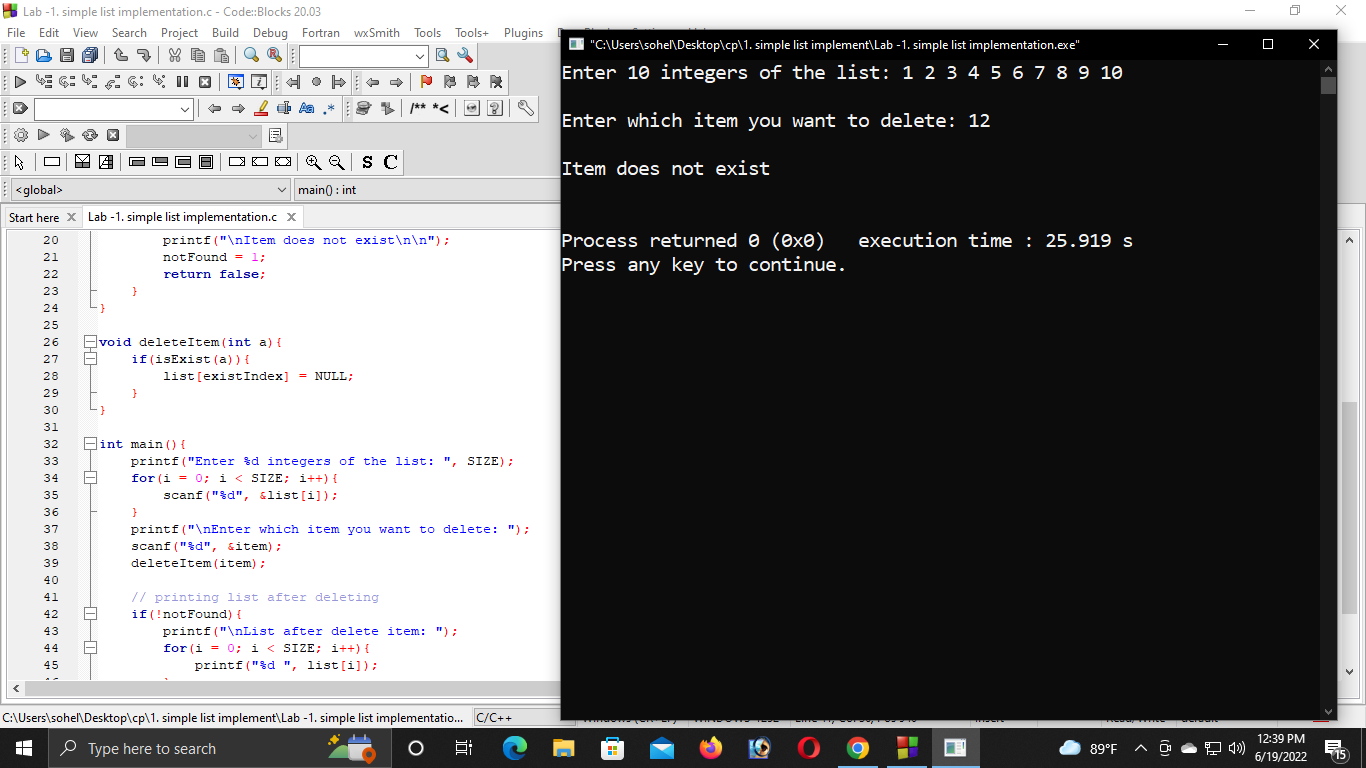 Lab -1. simple list implementation.c - Code::Blocks 20.03
File Edit View Search Project Build Debug Fortran wxSmith Tools Tools+ Plugins
/** *<
S C
<global> main() : int
Start here Lab -1. simple list implementation.c
20 printf("\nItem does not exist\n\n");
21 notFound = 1;
22 return false;
23 }
24 }
25
26 void deleteItem(int a){
27 if(isExist(a)){
28 list[existIndex] = NULL;
29 }
30 }
31
32 int main(){
33 printf("Enter %d integers of the list: ", SIZE);
34 for(i = 0; i < SIZE; i++){
35 scanf("%d", &list[i]);
36 }
37 printf("\nEnter which item you want to delete: ");
38 scanf("%d", &item);
39 deleteItem(item);
40
41 // printing list after deleting
42 if(!notFound){
43 printf("\nList after delete item: ");
44 for(i = 0; i < SIZE; i++){
45 printf("%d ", list[i]);
C:\Users\sohel\Desktop\cp\1. simple list implement\Lab -1. simple list implementatio... C/C++
"C:\Users\sohel\Desktop\cp\1. simple list implement\Lab -1. simple list implementation.exe"
Enter 10 integers of the list: 1 2 3 4 5 6 7 8 9 10
Enter which item you want to delete: 12
Item does not exist
Process returned 0 (0x0) execution time : 25.919 s
Press any key to continue.
Type here to search
89°F
12:39 PM
6/19/2022
15